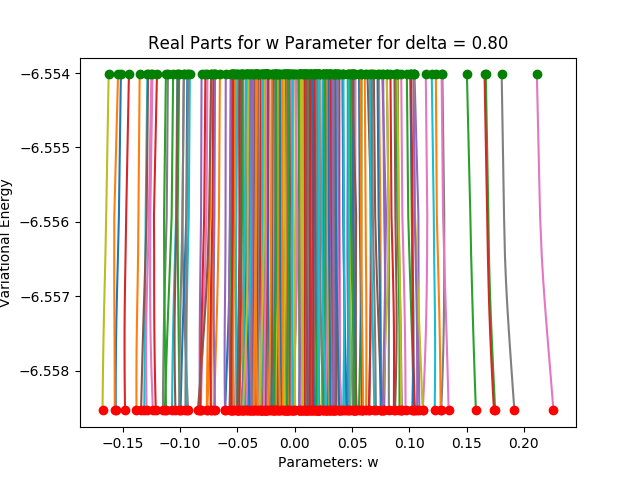 Real Parts for w Parameter for delta = 0.80
Variational Energy
−6.554
−6.555
−6.556
−6.557
−6.558
−0.15 −0.10 −0.05 0.00 0.05 0.10 0.15 0.20
Parameters: w